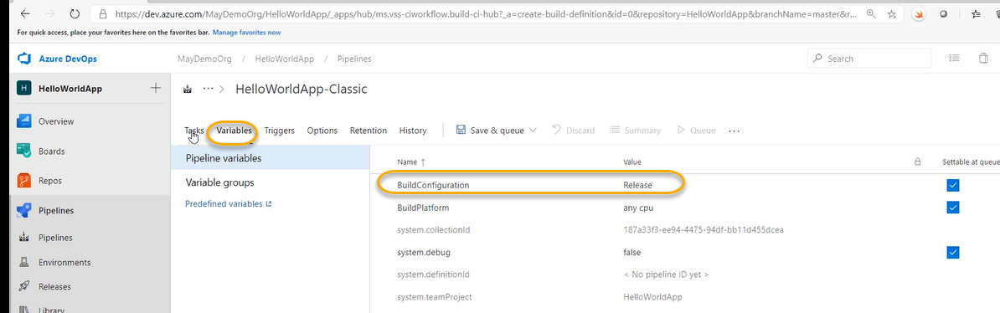 https://dev.azure.com/MayDemoOrg/HelloWorldApp/_apps/hub/ms.vss-ciworkflow.build-ci-hub?_a=create-build-definition&id=0&repository=HelloWorldApp&branchName=master&r...
For quick access, place your favorites here on the favorites bar. Manage favorites now
Azure DevOps MayDemoOrg / HelloWorldApp / Pipelines Search
H HelloWorldApp + ... > HelloWorldApp-Classic
Overview
Boards
Repos
Pipelines
Pipelines
Environments
Releases
Library
Tasks Variables Triggers Options Retention History Save & queue Discard Summary Queue ...
Pipeline variables
Variable groups
Predefined variables
Name ↑ Value Settable at queue
BuildConfiguration Release
BuildPlatform any cpu
system.collectionId 187a33f3-ee94-4475-94df-bb11d455dcea
system.debug false
system.definitionId < No pipeline ID yet >
system.teamProject HelloWorldApp